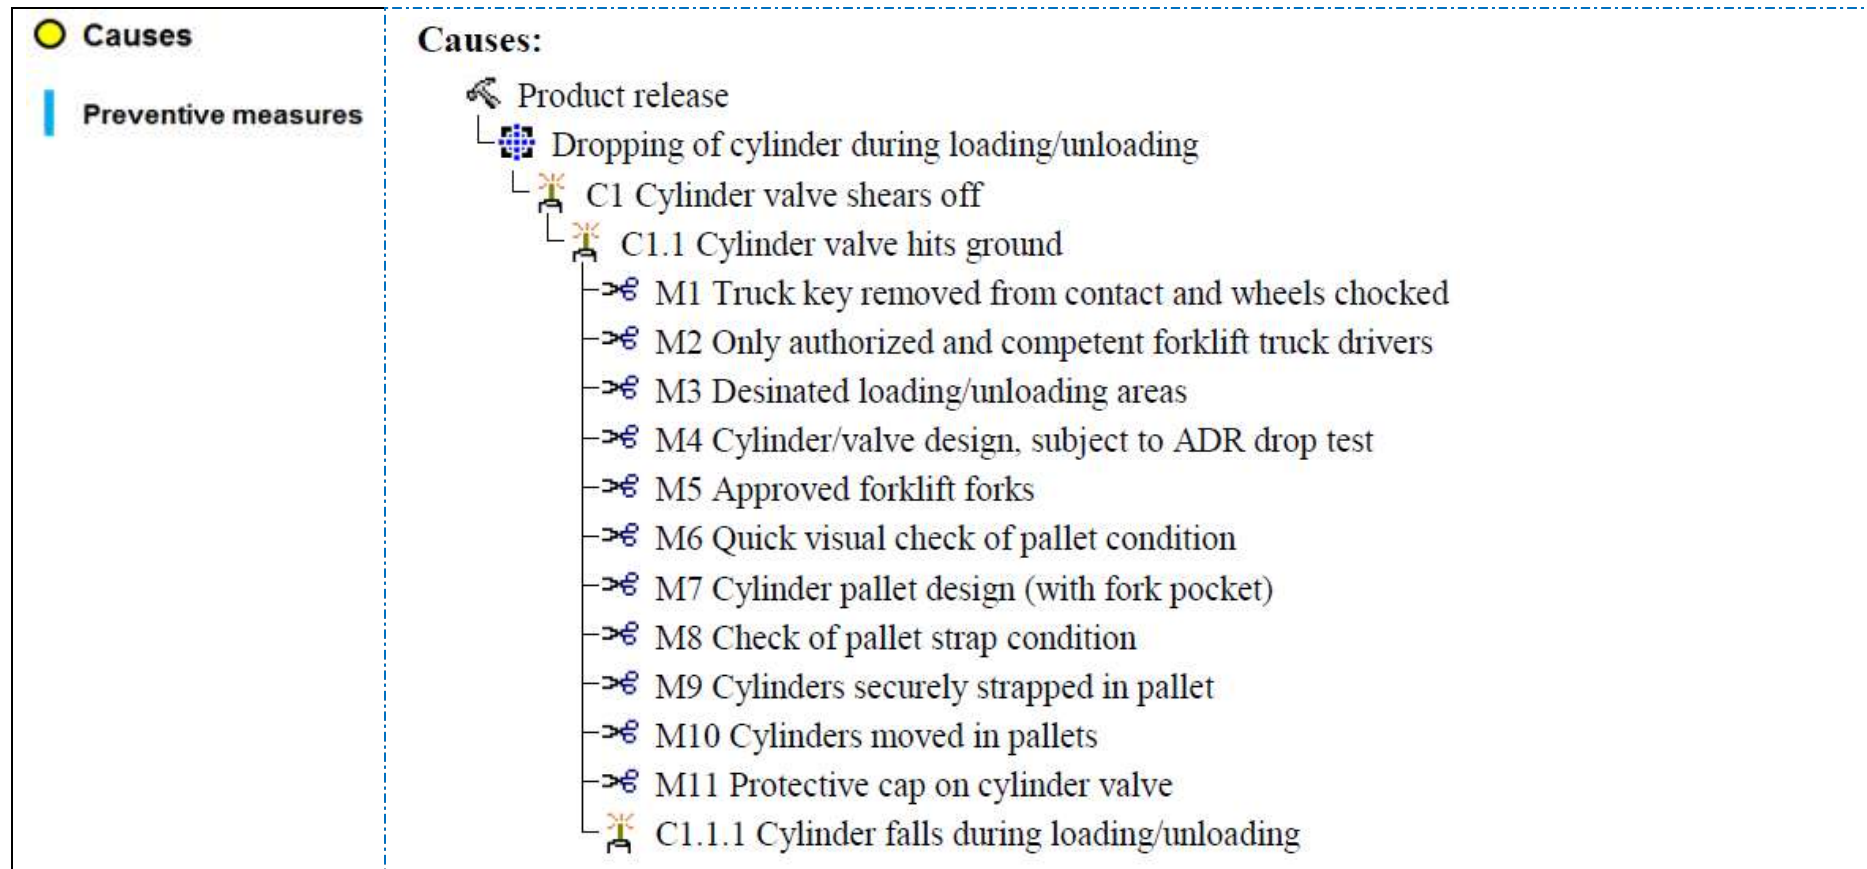 Causes
Preventive measures
Causes:
Product release
Dropping of cylinder during loading/unloading
C1 Cylinder valve shears off
C1.1 Cylinder valve hits ground
M1 Truck key removed from contact and wheels chocked
M2 Only authorized and competent forklift truck drivers
M3 Desinated loading/unloading areas
M4 Cylinder/valve design, subject to ADR drop test
M5 Approved forklift forks
M6 Quick visual check of pallet condition
M7 Cylinder pallet design (with fork pocket)
M8 Check of pallet strap condition
M9 Cylinders securely strapped in pallet
M10 Cylinders moved in pallets
M11 Protective cap on cylinder valve
C1.1.1 Cylinder falls during loading/unloading